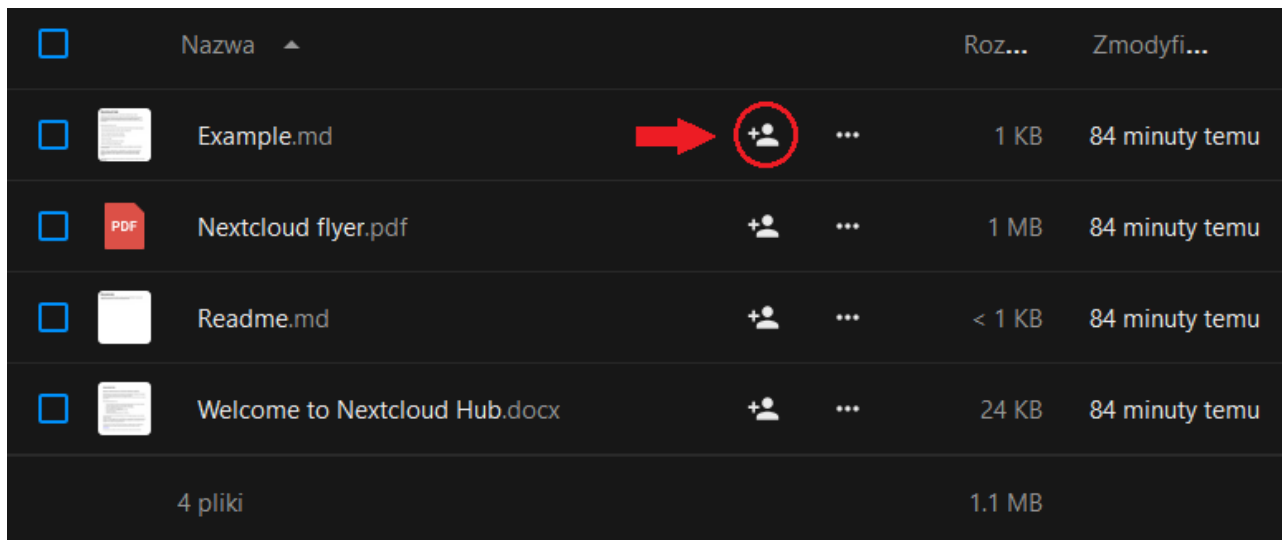 Nazwa Roz... Zmodyfi...
Example.md ... 1 KB 84 minuty temu
PDF Nextcloud flyer.pdf ... 1 MB 84 minuty temu
Readme.md ... < 1 KB 84 minuty temu
Welcome to Nextcloud Hub.docx ... 24 KB 84 minuty temu
4 pliki 1.1 MB